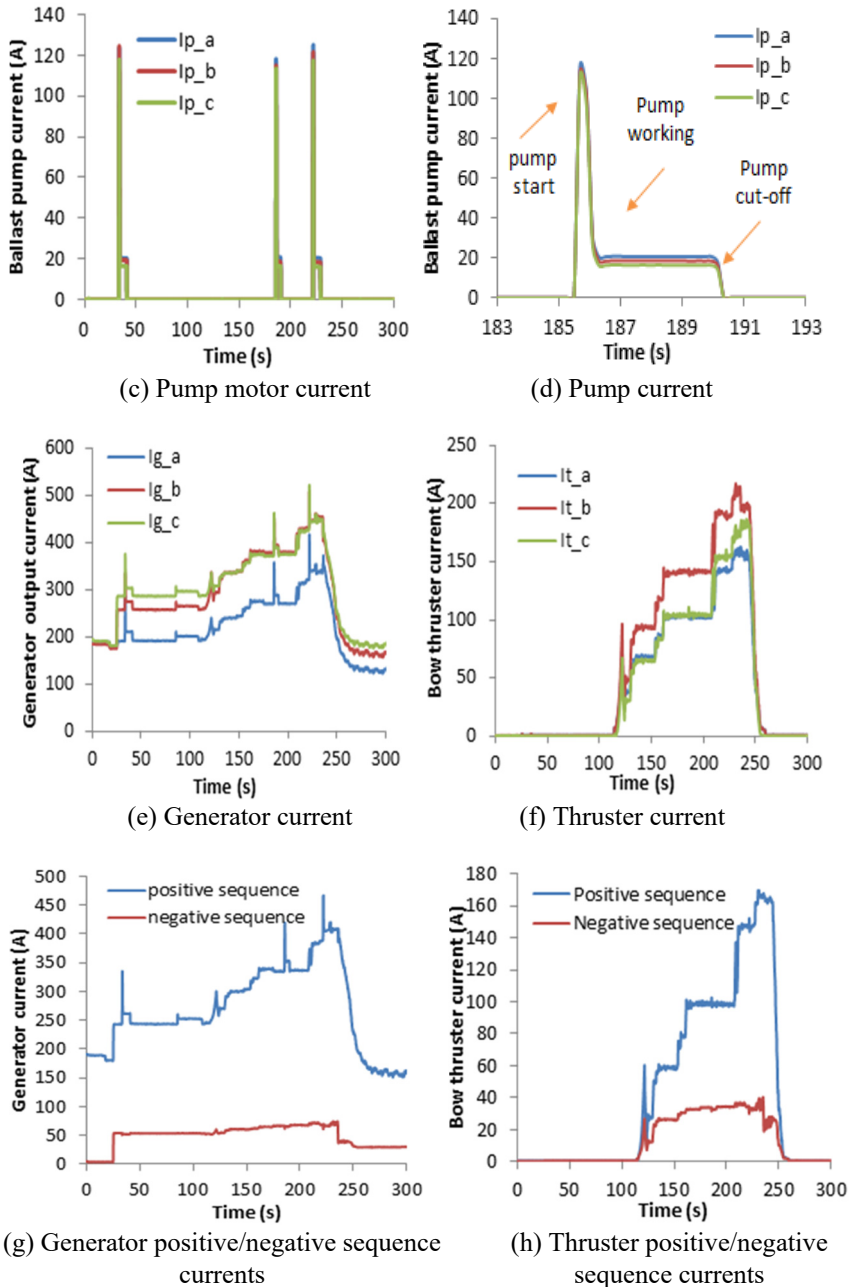 Ballast pump current (A)
140
120
100
80
60
40
20
0
Ip_a
Ip_b
Ip_c
0 50 100 150 200 250 300
Time (s)
(c) Pump motor current
Ballast pump current (A)
140
120
100
80
60
40
20
0
Ip_a
Ip_b
Ip_c
pump
start
Pump
working
Pump
cut-off
183 185 187 189 191 193
Time (s)
(d) Pump current
Generator output current (A)
600
500
400
300
200
100
0
Ig_a
Ig_b
Ig_c
0 50 100 150 200 250 300
Time (s)
(e) Generator current
Bow thruster current (A)
250
200
150
100
50
0
It_a
It_b
It_c
0 50 100 150 200 250 300
Time (s)
(f) Thruster current
Generator current (A)
500
450
400
350
300
250
200
150
100
50
0
positive sequence
negative sequence
0 50 100 150 200 250 300
Time (s)
(g) Generator positive/negative sequence
currents
Bow thruster current (A)
180
160
140
120
100
80
60
40
20
0
Positive sequence
Negative sequence
0 50 100 150 200 250 300
Time (s)
(h) Thruster positive/negative
sequence currents